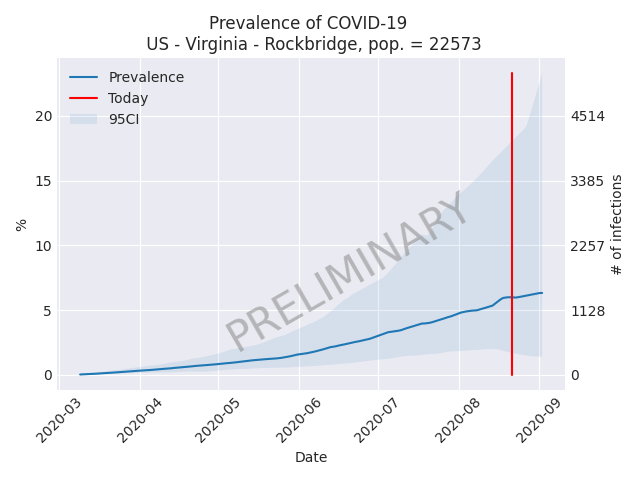 Prevalence of COVID-19
US - Virginia - Rockbridge, pop. = 22573
Prevalence
Today
95CI
20
15
10
5
0
%
4514
3385
2257
1128
0
# of infections
PRELIMINARY
2020-03
2020-04
2020-05
2020-06
2020-07
2020-08
2020-09
Date